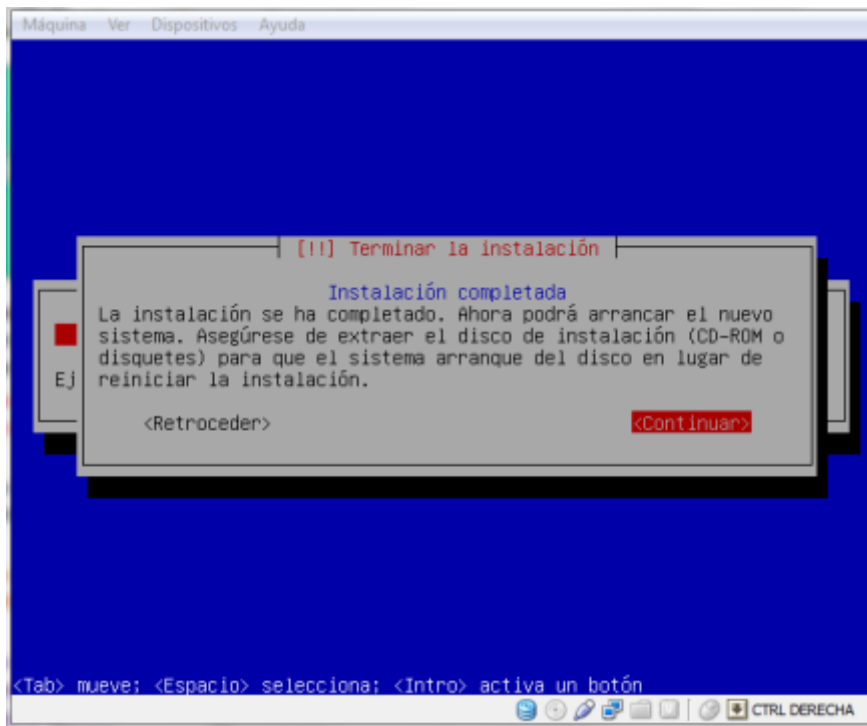 Máquina Ver Dispositivos Ayuda
[!!] Terminar la instalación
Instalación completada
La instalación se ha completado. Ahora podrá arrancar el nuevo
sistema. Asegúrese de extraer el disco de instalación (CD-ROM o
disquetes) para que el sistema arranque del disco en lugar de
reiniciar la instalación.
Ej
<Retroceder> <Continuar>
<Tab> mueve; <Espacio> selecciona; <Intro> activa un botón
CTRL DERECHA